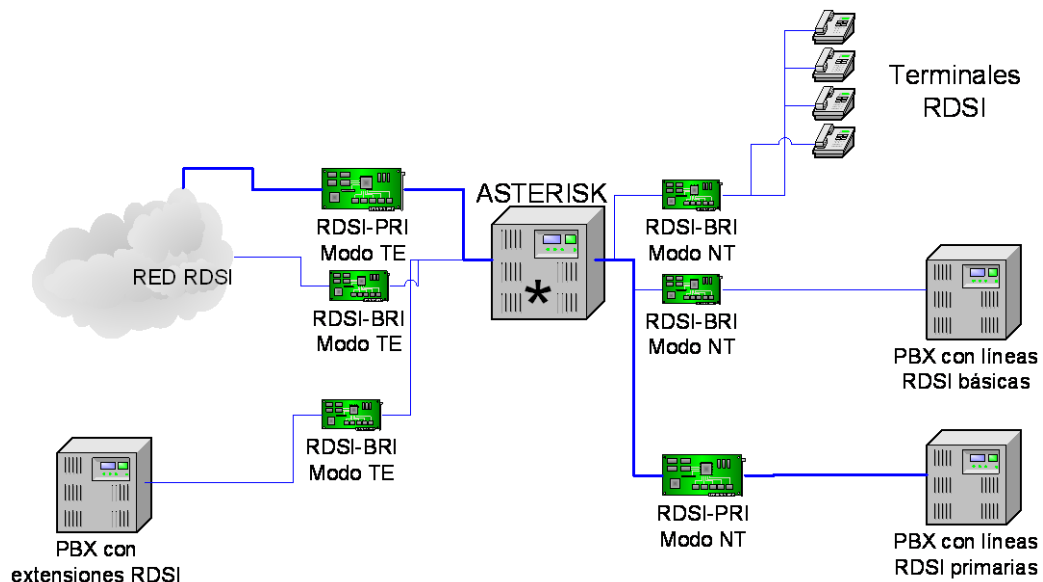 Terminales
RDSI
ASTERISK
*
RED RDSI
RDSI-PRI
Modo TE
RDSI-BRI
Modo TE
RDSI-BRI
Modo TE
PBX con
extensiones RDSI
RDSI-BRI
Modo NT
RDSI-BRI
Modo NT
PBX con líneas
RDSI básicas
RDSI-PRI
Modo NT
PBX con líneas
RDSI primarias